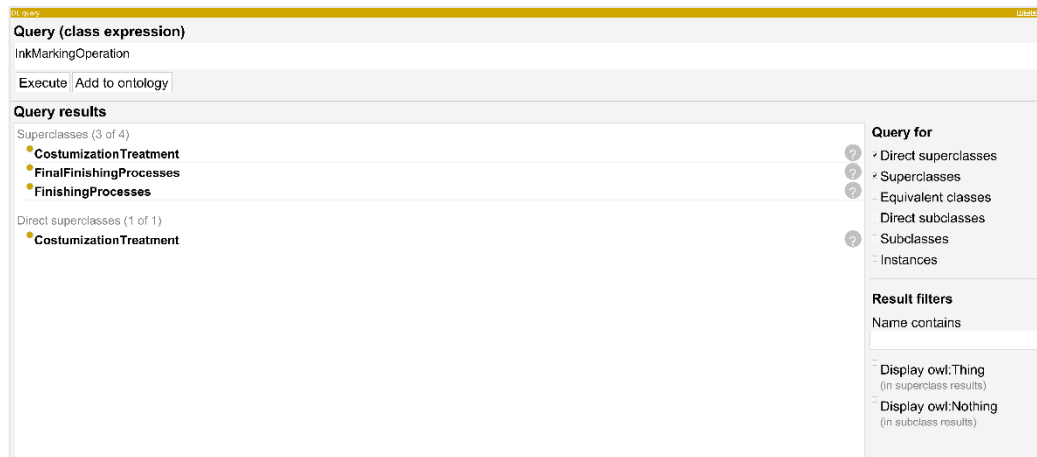 DL query
Query (class expression)
InkMarkingOperation
Execute Add to ontology
Query results
Superclasses (3 of 4)
CostumizationTreatment
FinalFinishingProcesses
FinishingProcesses
Direct superclasses (1 of 1)
CostumizationTreatment
Query for
Direct superclasses
Superclasses
Equivalent classes
Direct subclasses
Subclasses
Instances
Result filters
Name contains
Display owl:Thing
(in superclass results)
Display owl:Nothing
(in subclass results)